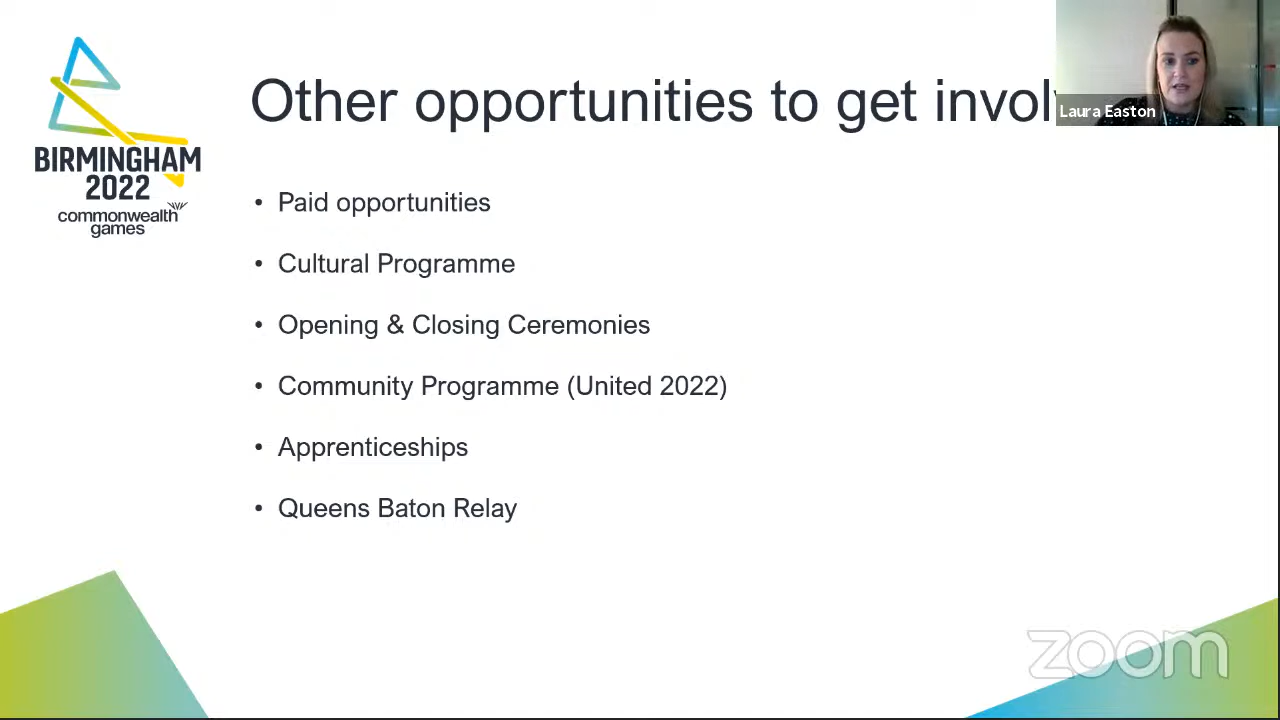 Other opportunities to get invol
Laura Easton
BIRMINGHAM
2022
commonwealth
games
• Paid opportunities
• Cultural Programme
• Opening & Closing Ceremonies
• Community Programme (United 2022)
• Apprenticeships
• Queens Baton Relay
zoom